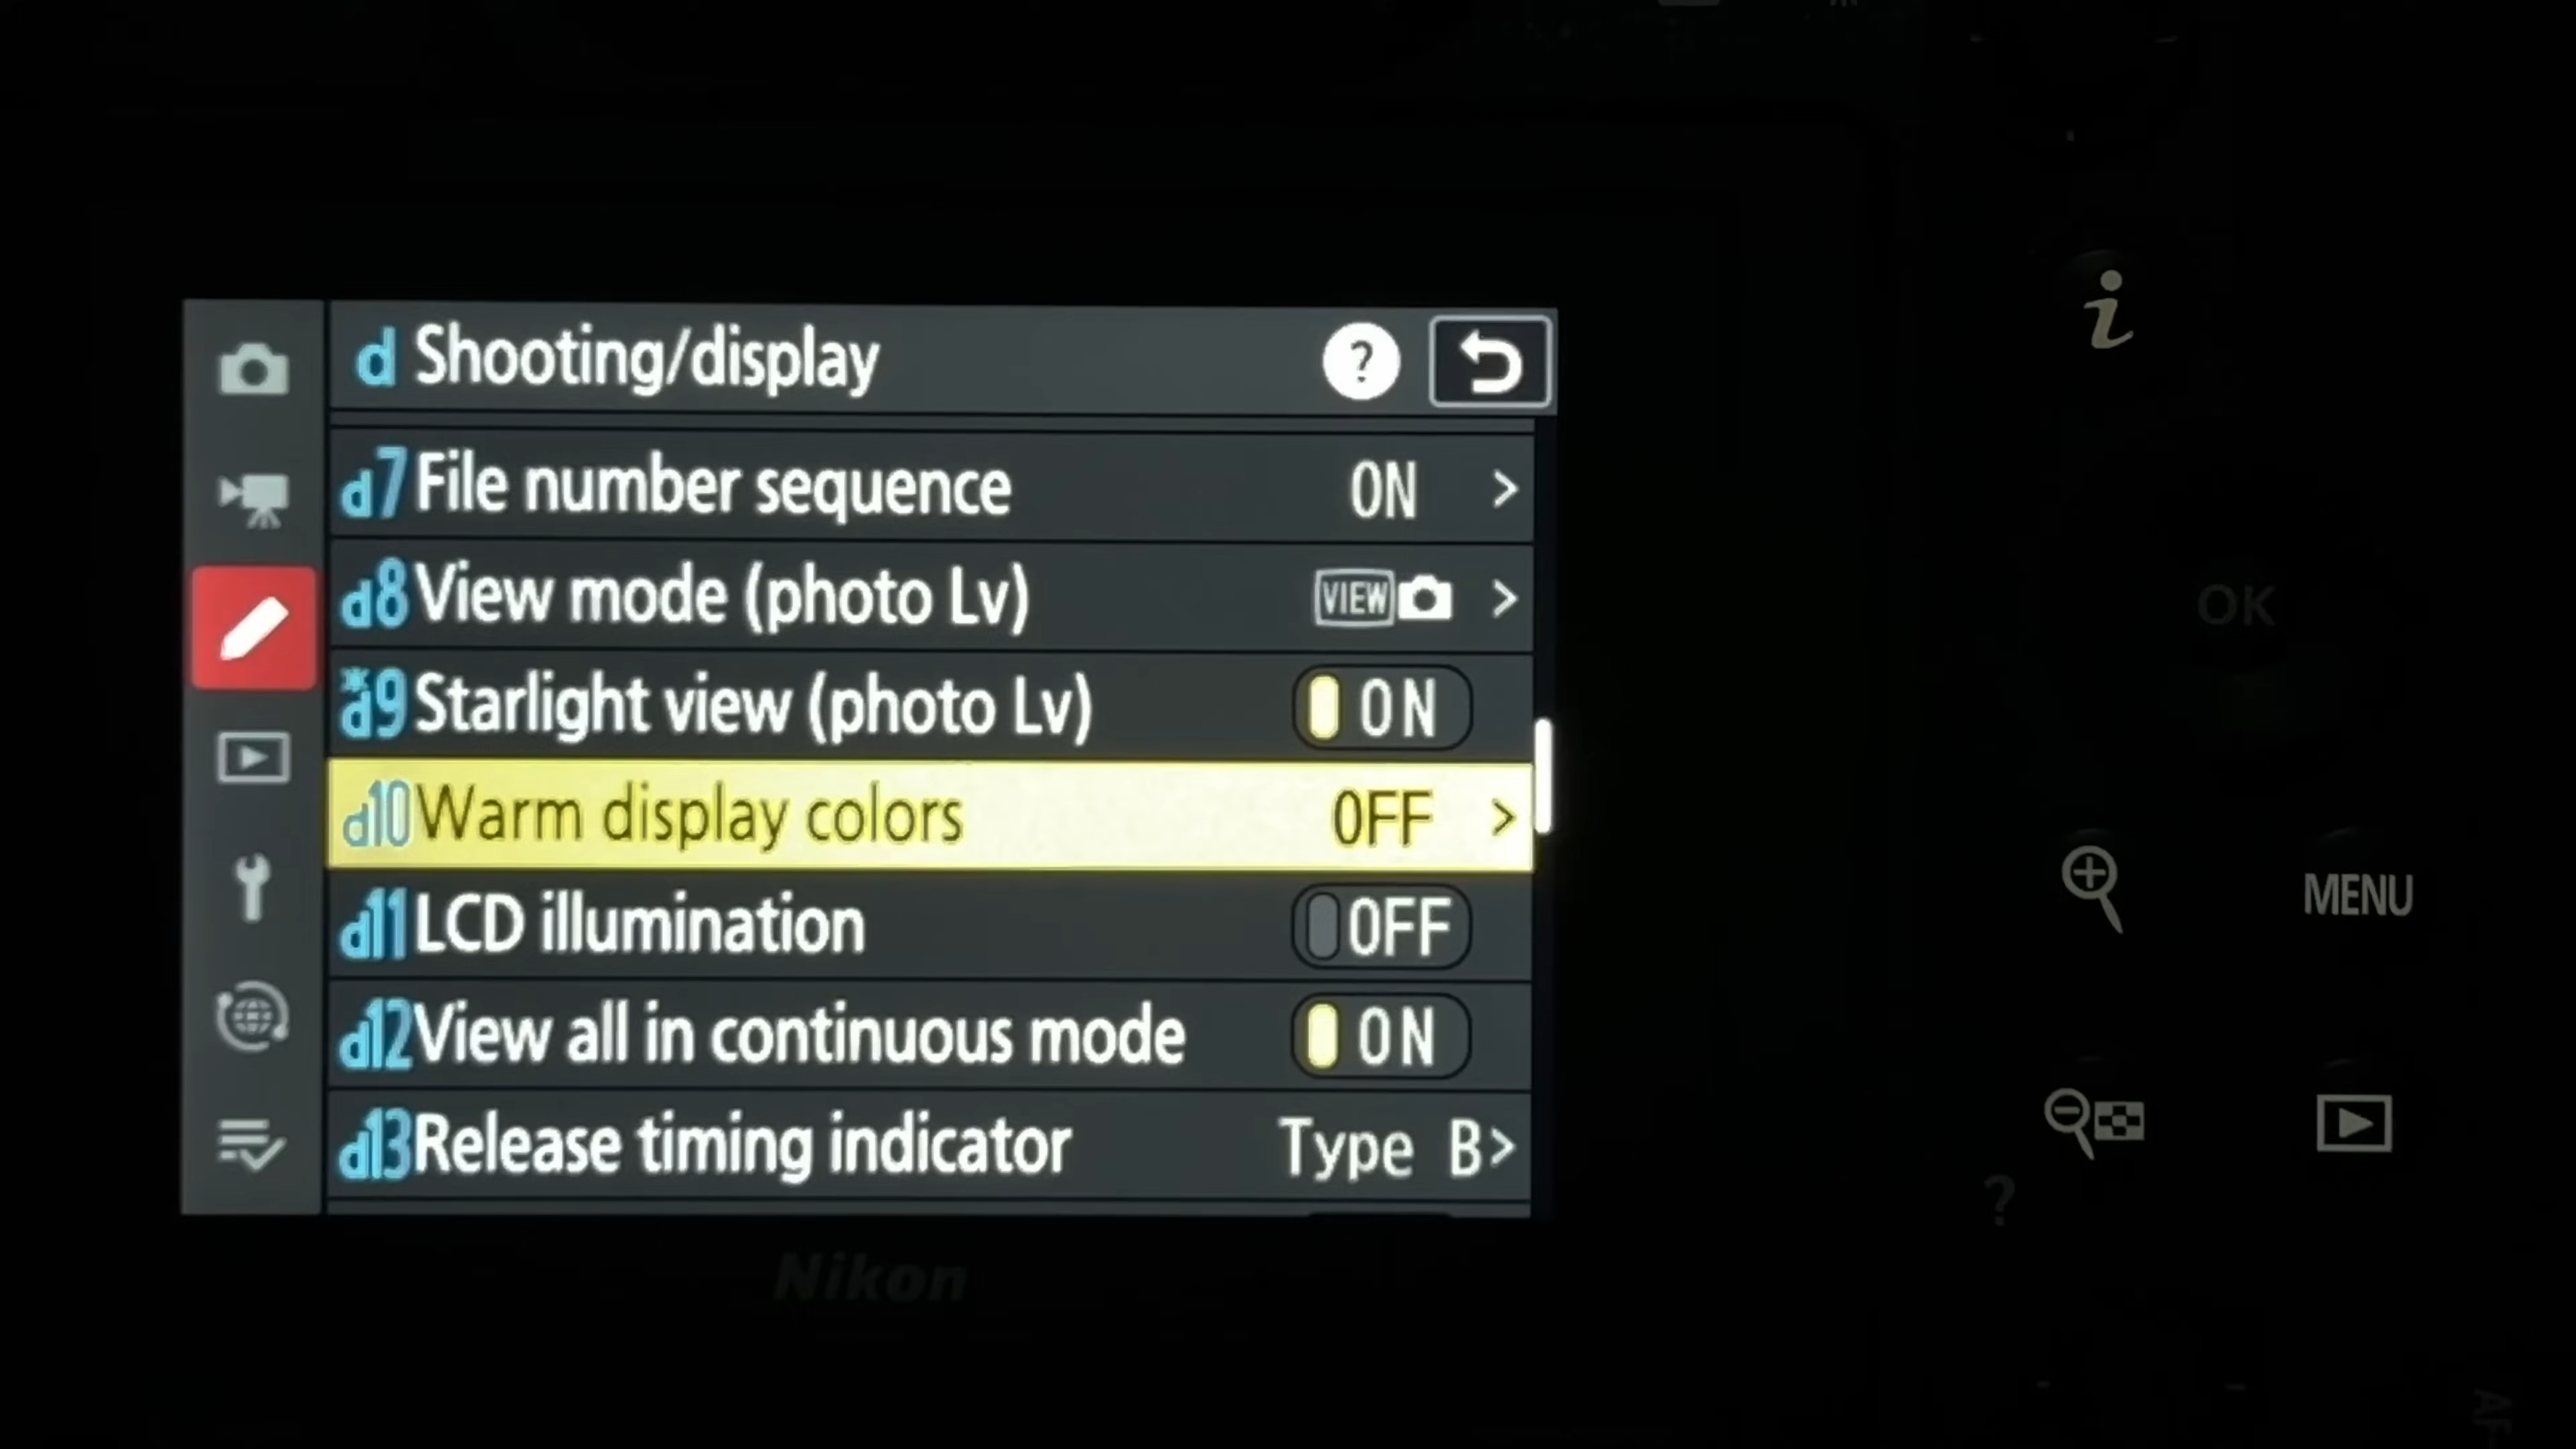 d Shooting/display ?
d7 File number sequence ON >
d8 View mode (photo Lv) VIEW >
d9 Starlight view (photo Lv) ON
d10 Warm display colors OFF >
d11 LCD illumination OFF
d12 View all in continuous mode ON
d13 Release timing indicator Type B >
Nikon
i
OK
MENU
?
AF